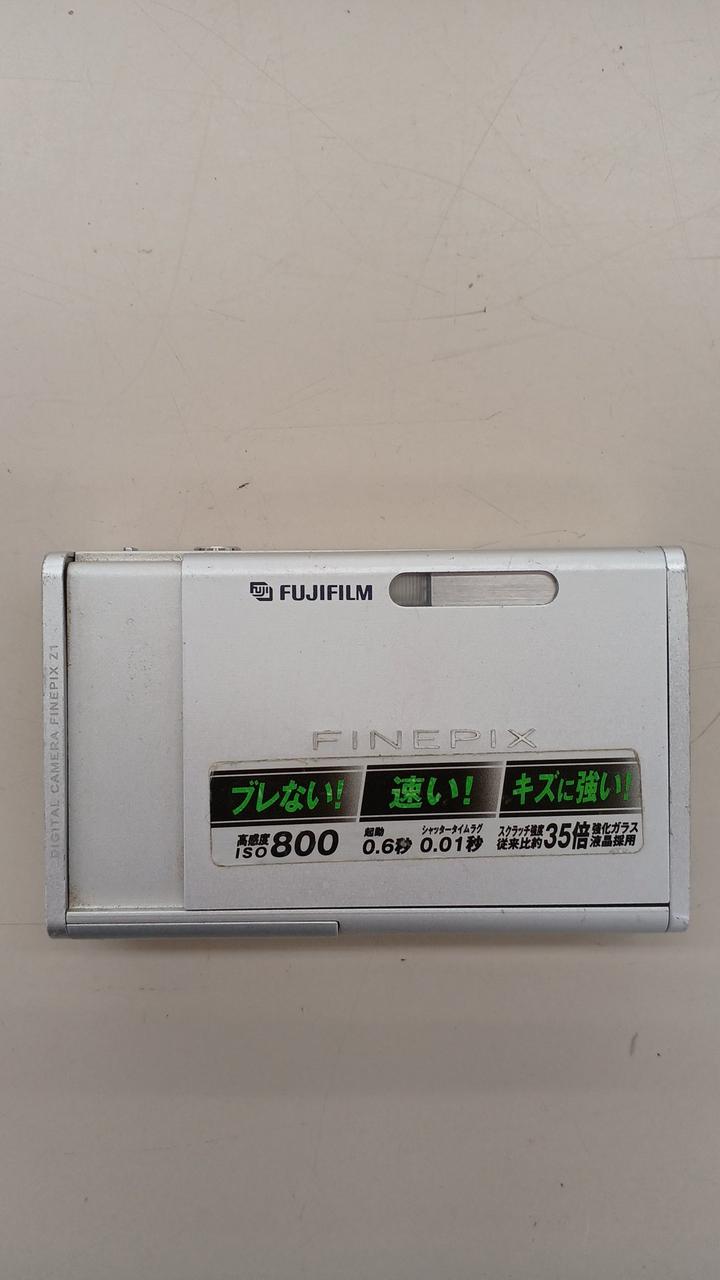 FUJIFILM
FINEPIX
ブレない! 速い! キズに強い!
高感度 ISO800
起動 0.6秒 シャッタータイムラグ 0.01秒
スクラッチ強度 従来比約35倍 強化ガラス 液晶採用
DIGITAL CAMERA FINEPIX Z1